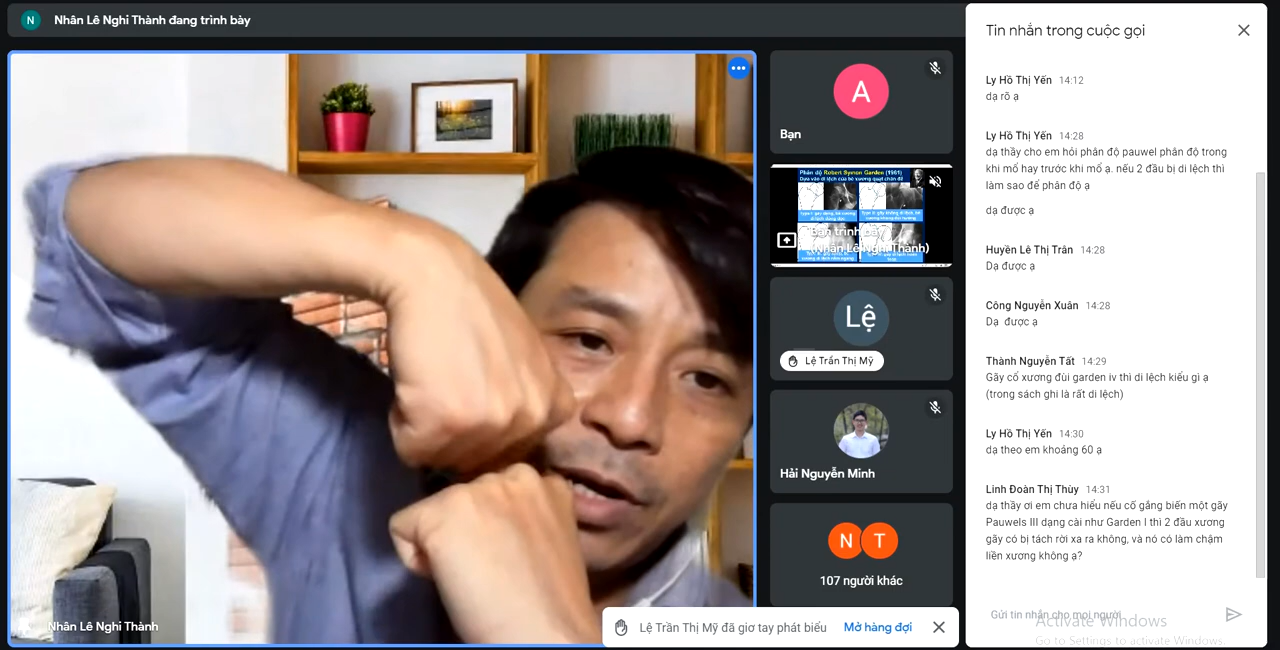 N
Nhân Lê Nghi Thành đang trình bày
Nhân Lê Nghi Thành
A
Bạn
Phân độ Robert Symon Garden (1961)
Dựa vào di lệch của bè xương quạt chân đế
(Nhân Lê Nghi Thành)
Lệ
Lệ Trần Thị Mỹ
Hải Nguyễn Minh
N T
107 người khác
Lệ Trần Thị Mỹ đã giơ tay phát biểu Mở hàng đợi
Tin nhắn trong cuộc gọi
Ly Hồ Thị Yến 14:12
dạ rõ ạ
Ly Hồ Thị Yến 14:28
dạ thầy cho em hỏi phân độ pauwel phân độ trong
khi mổ hay trước khi mổ ạ. nếu 2 đầu bị di lệch thì
làm sao để phân độ ạ
dạ được ạ
Huyền Lê Thị Trân 14:28
Dạ được ạ
Công Nguyễn Xuân 14:28
Dạ được ạ
Thành Nguyễn Tất 14:29
Gãy cổ xương đùi garden iv thì di lệch kiểu gì ạ
(trong sách ghi là rất di lệch)
Ly Hồ Thị Yến 14:30
dạ theo em khoảng 60 ạ
Linh Đoàn Thị Thùy 14:31
dạ thầy ơi em chưa hiểu nếu cố gắng biến một gãy
Pauwels III dạng cài như Garden I thì 2 đầu xương
gãy có bị tách rời xa ra không, và nó có làm chậm
liền xương không ạ?
Gửi tin nhắn cho mọi người
Activate Windows
Go to Settings to activate Windows.